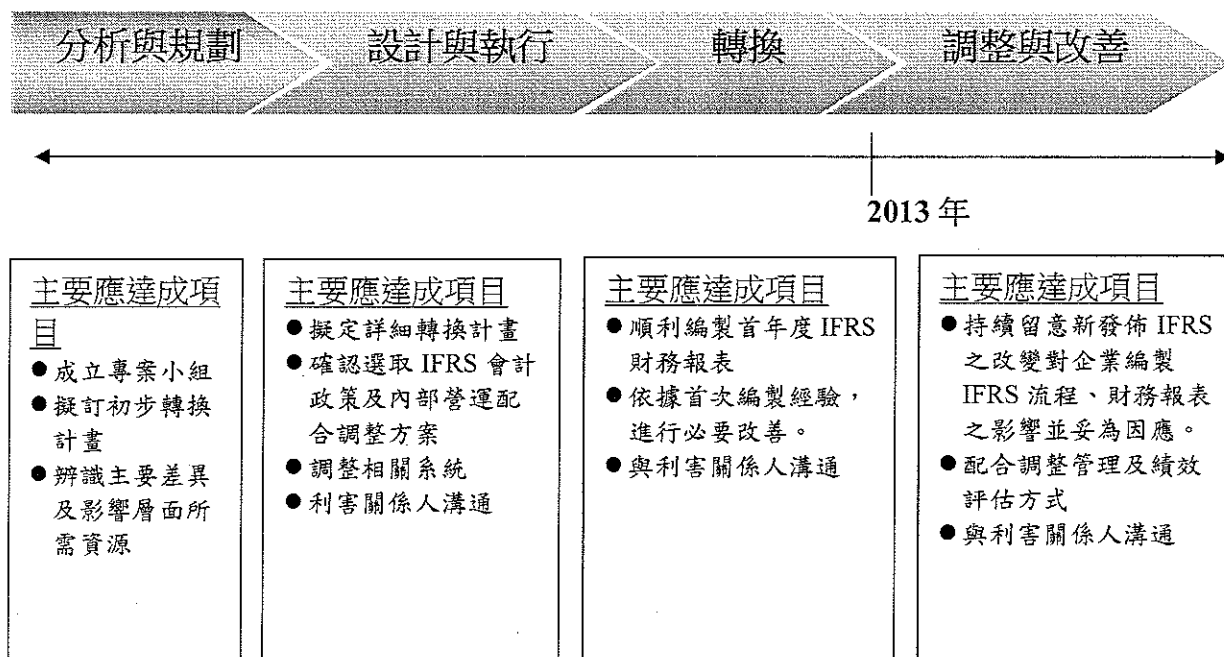 分析與規劃
設計與執行
轉換
調整與改善
2013 年
主要應達成項
目
●成立專案小組
●擬訂初步轉換
計畫
●辨識主要差異
及影響層面所
需資源
主要應達成項目
●擬定詳細轉換計畫
●確認選取 IFRS 會計
政策及內部營運配
合調整方案
●調整相關系統
●利害關係人溝通
主要應達成項目
●順利編製首年度 IFRS
財務報表
●依據首次編製經驗，
進行必要改善。
●與利害關係人溝通
主要應達成項目
●持續留意新發佈 IFRS
之改變對企業編製
IFRS 流程、財務報表
之影響並妥為因應。
●配合調整管理及績效
評估方式
●與利害關係人溝通